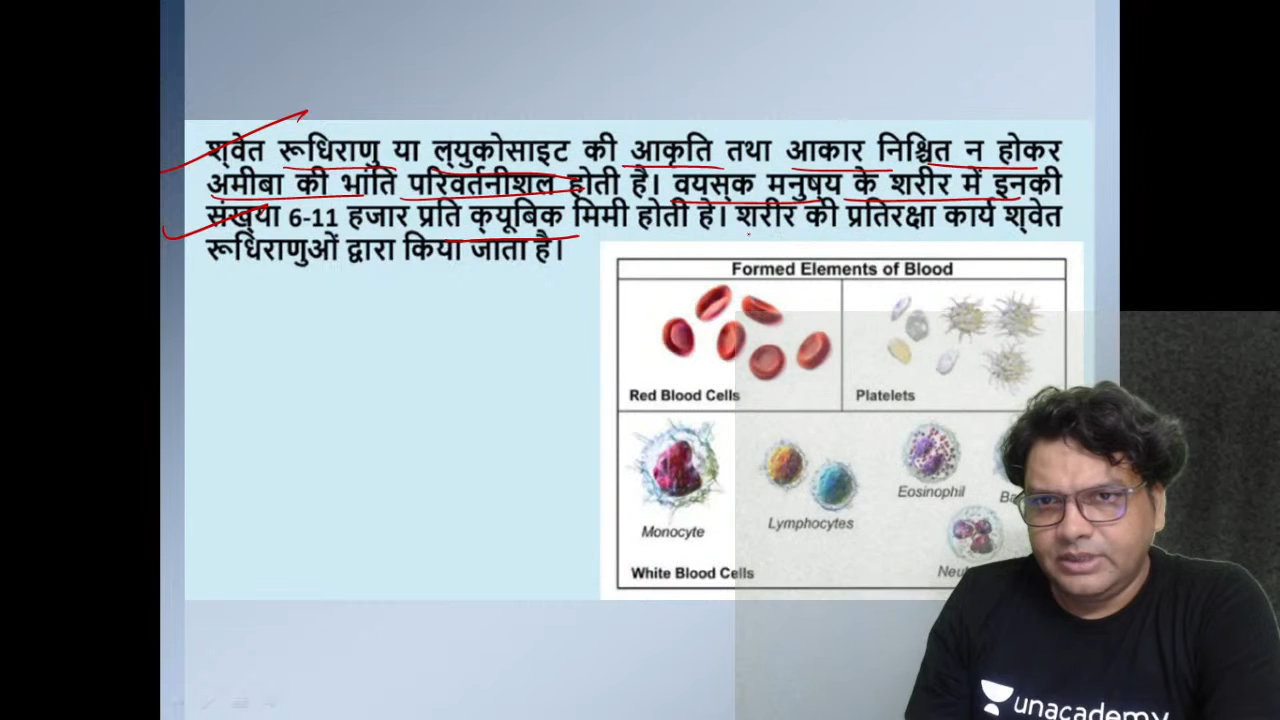 श्वेत रूधिराणु या ल्युकोसाइट की आकृति तथा आकार निश्चित न होकर
अमीबा की भांति परिवर्तनीशल होती है। वयस्क मनुष्य के शरीर में इनकी
संख्या 6-11 हजार प्रति क्यूबिक मिमी होती हे। शरीर की प्रतिरक्षा कार्य श्वेत
रूधिराणुओं द्वारा किया जाता है।
Formed Elements of Blood
Red Blood Cells
Platelets
Monocyte
Lymphocytes
Eosinophil
White Blood Cells
unacademy